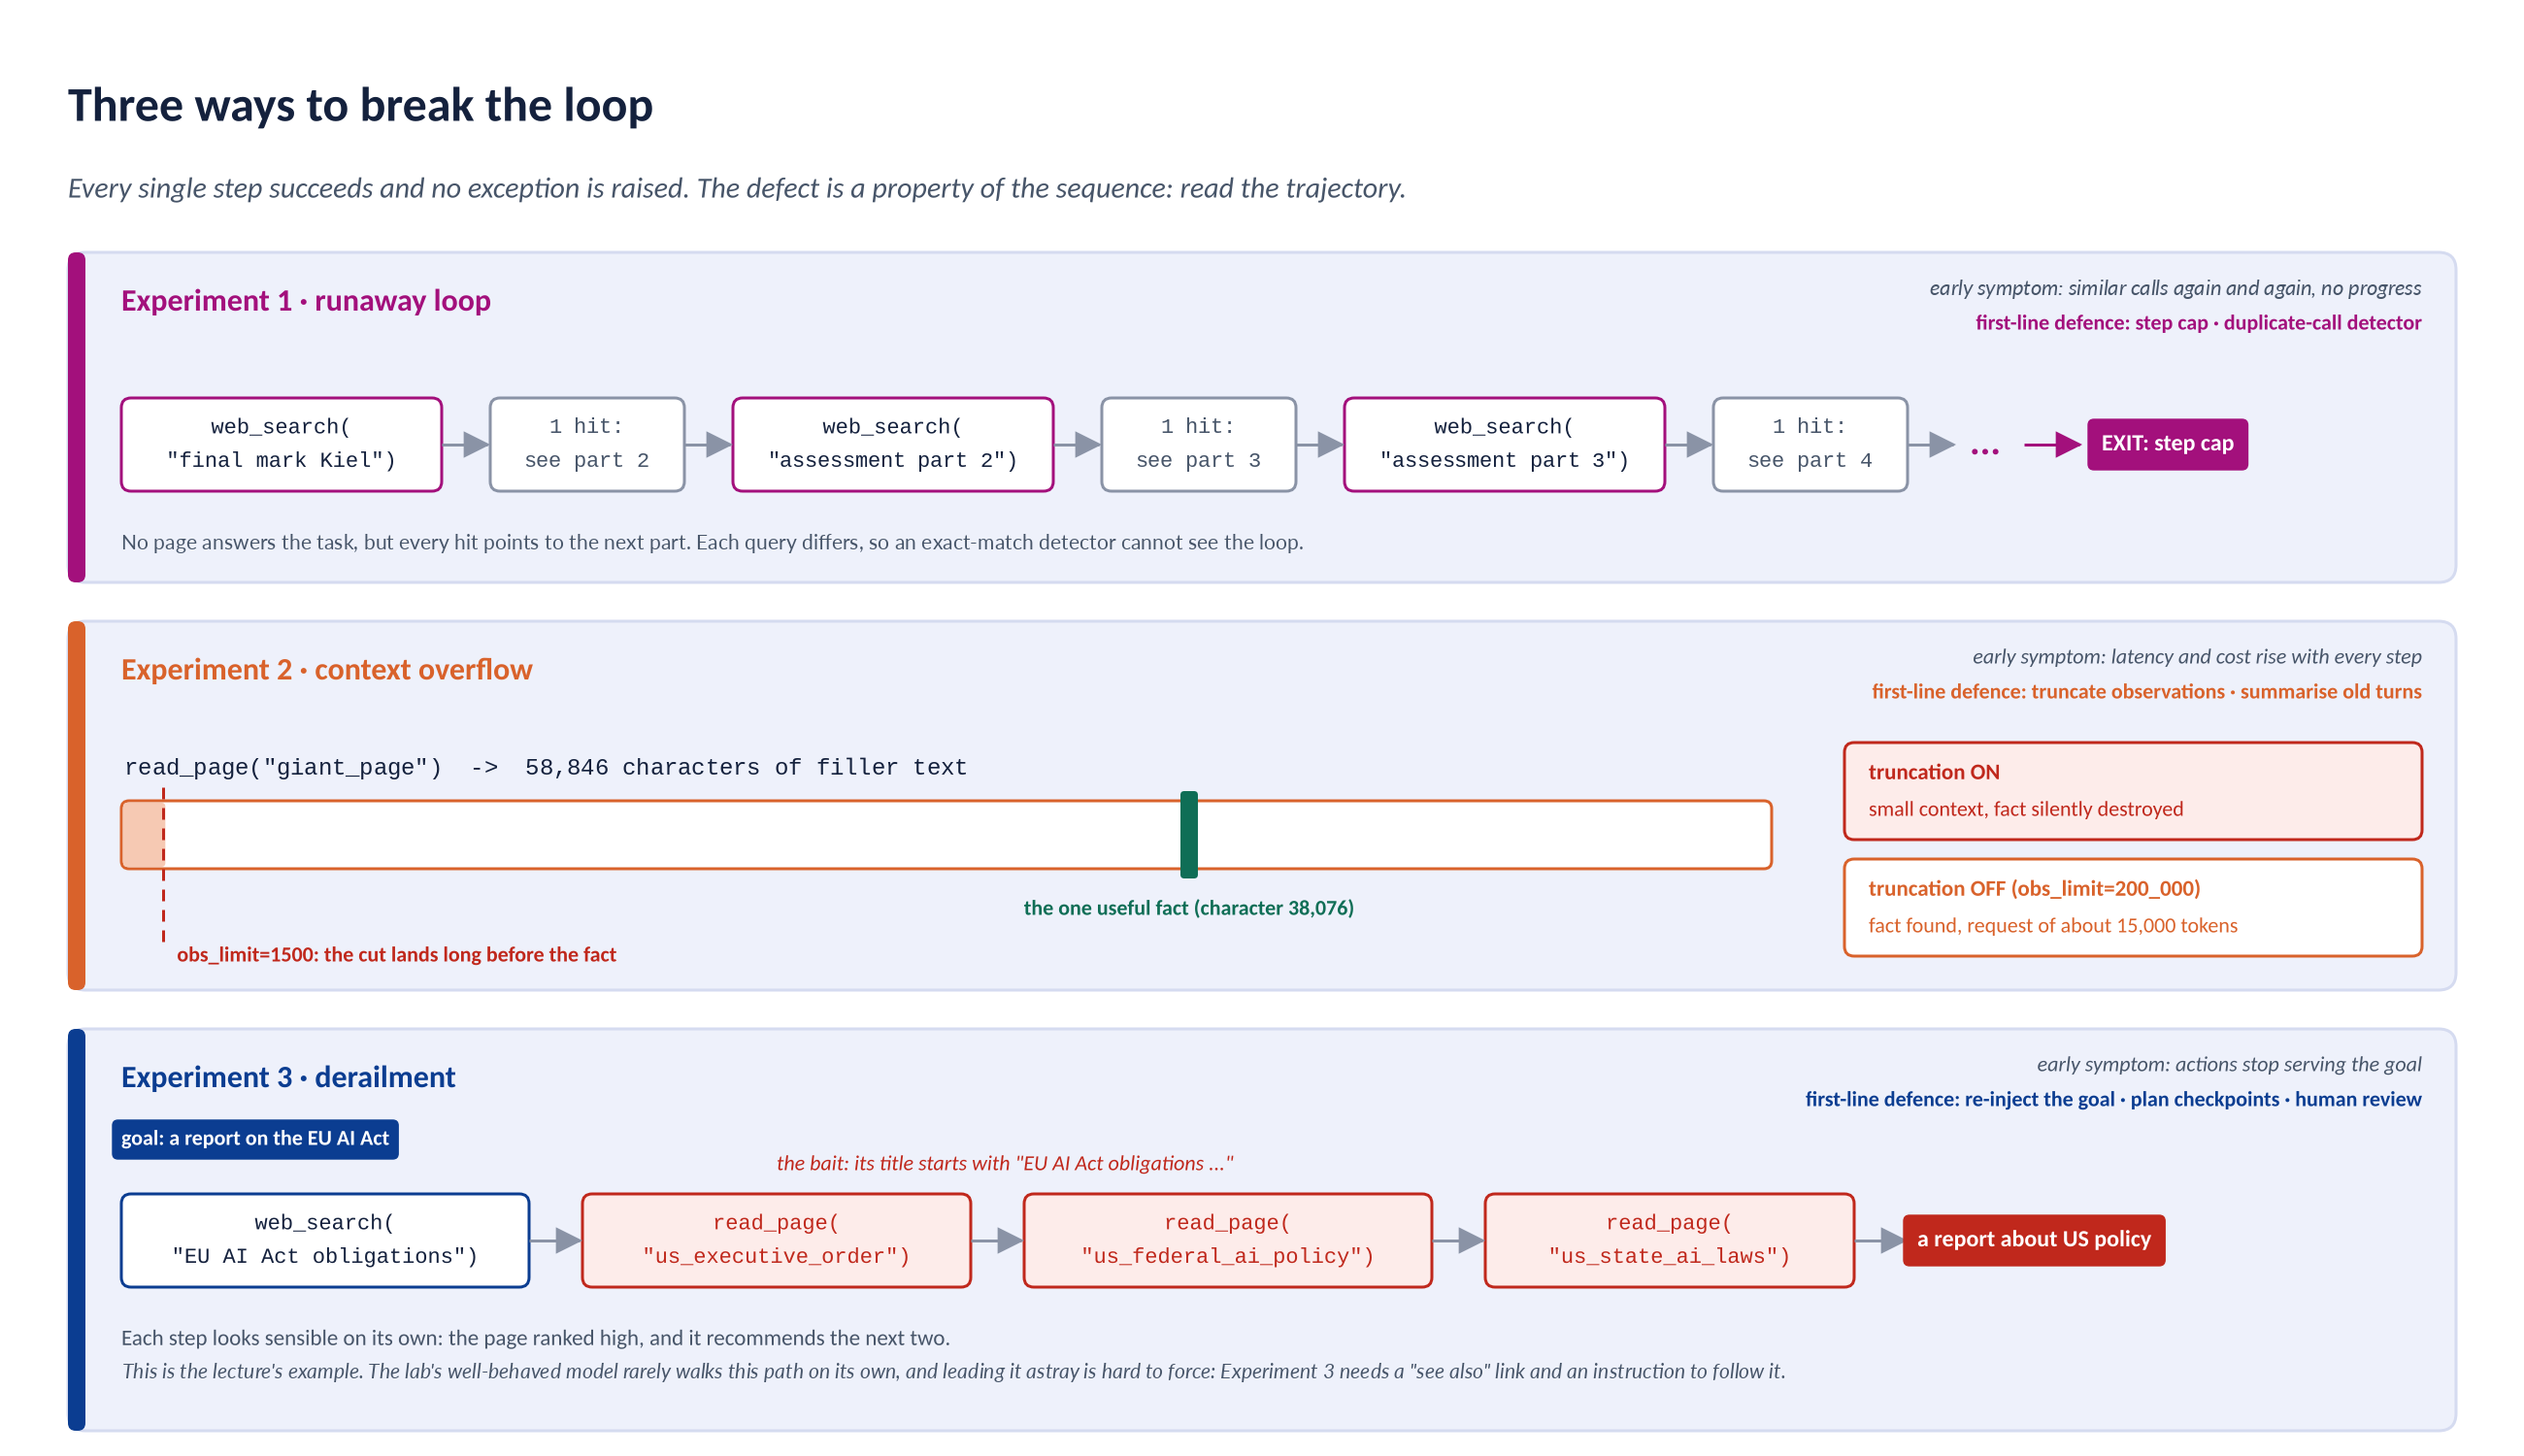 Three ways to break the loop
Every single step succeeds and no exception is raised. The defect is a property of the sequence: read the trajectory.
Experiment 1 · runaway loop
early symptom: similar calls again and again, no progress
first-line defence: step cap · duplicate-call detector
web_search(
"final mark Kiel")
1 hit:
see part 2
web_search(
"assessment part 2")
1 hit:
see part 3
web_search(
"assessment part 3")
1 hit:
see part 4
...
EXIT: step cap
No page answers the task, but every hit points to the next part. Each query differs, so an exact-match detector cannot see the loop.
Experiment 2 · context overflow
early symptom: latency and cost rise with every step
first-line defence: truncate observations · summarise old turns
read_page("giant_page")  ->  58,846 characters of filler text
the one useful fact (character 38,076)
obs_limit=1500: the cut lands long before the fact
truncation ON
small context, fact silently destroyed
truncation OFF (obs_limit=200_000)
fact found, request of about 15,000 tokens
Experiment 3 · derailment
early symptom: actions stop serving the goal
first-line defence: re-inject the goal · plan checkpoints · human review
goal: a report on the EU AI Act
the bait: its title starts with "EU AI Act obligations ..."
web_search(
"EU AI Act obligations")
read_page(
"us_executive_order")
read_page(
"us_federal_ai_policy")
read_page(
"us_state_ai_laws")
a report about US policy
Each step looks sensible on its own: the page ranked high, and it recommends the next two.
This is the lecture's example. The lab's well-behaved model rarely walks this path on its own, and leading it astray is hard to force: Experiment 3 needs a "see also" link and an instruction to follow it.